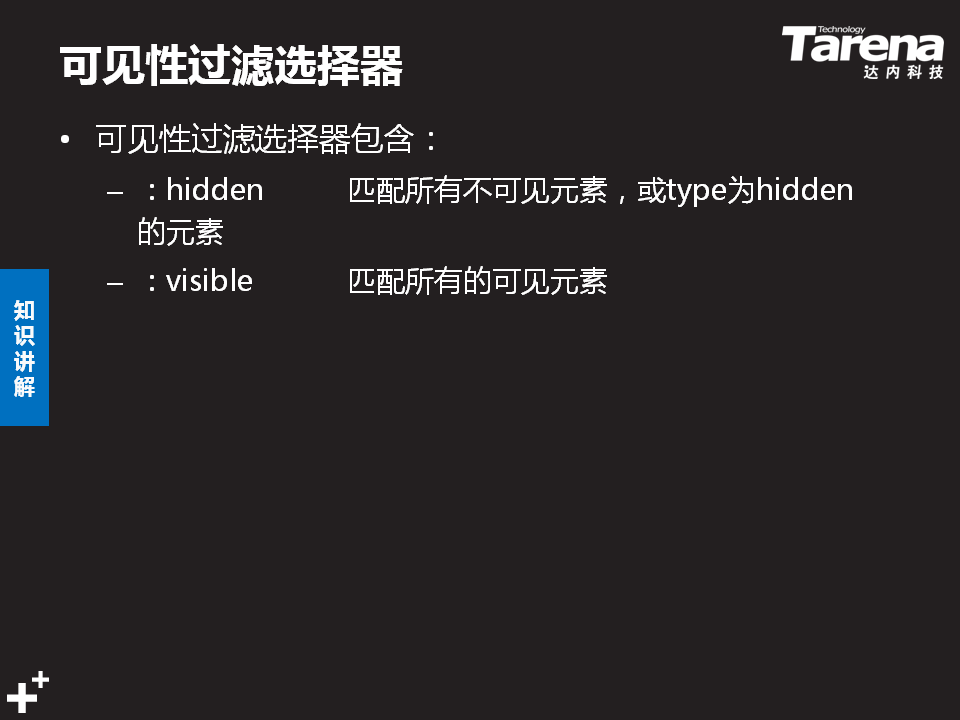 可见性过滤选择器
Technology
Tarena
达内科技
• 可见性过滤选择器包含：
– ：hidden 匹配所有不可见元素，或type为hidden
的元素
– ：visible 匹配所有的可见元素
知
识
讲
解